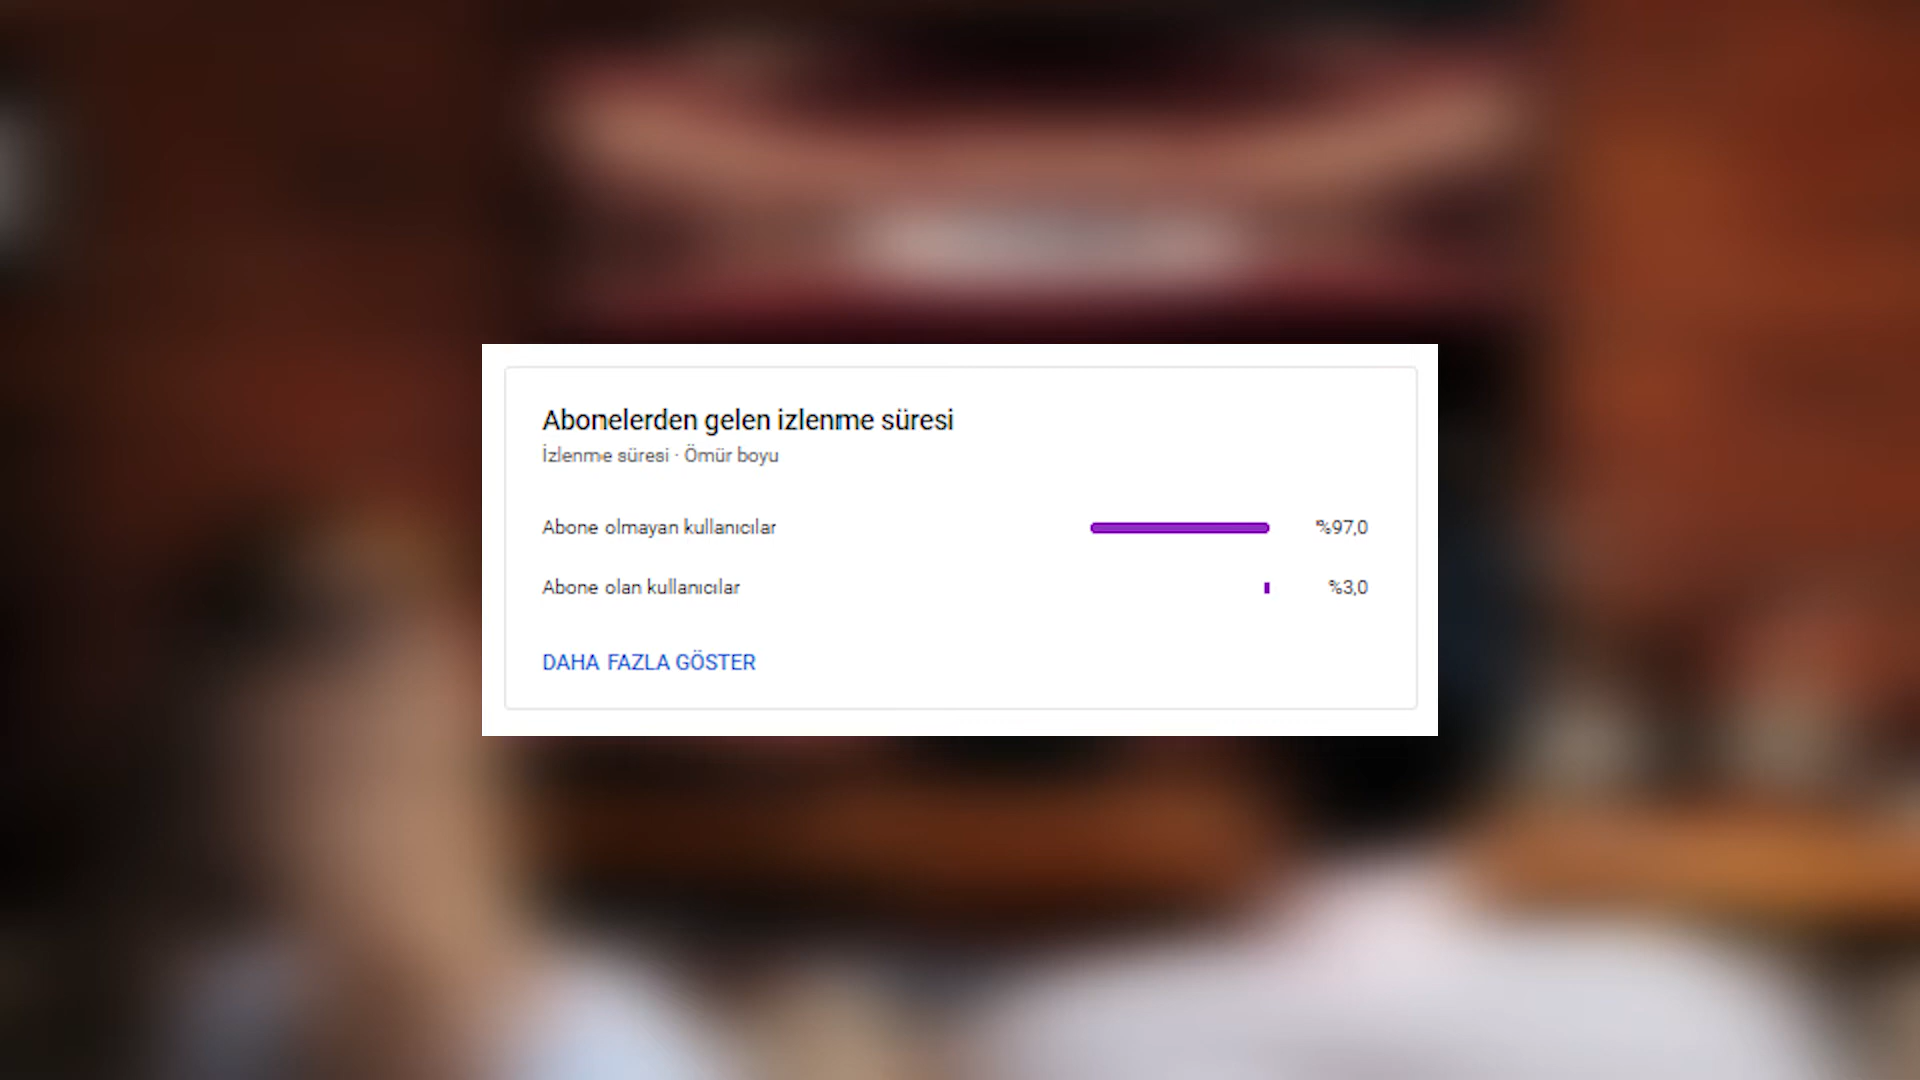 Abonelerden gelen izlenme süresi
İzlenme süresi · Ömür boyu
Abone olmayan kullanıcılar %97,0
Abone olan kullanıcılar %3,0
DAHA FAZLA GÖSTER